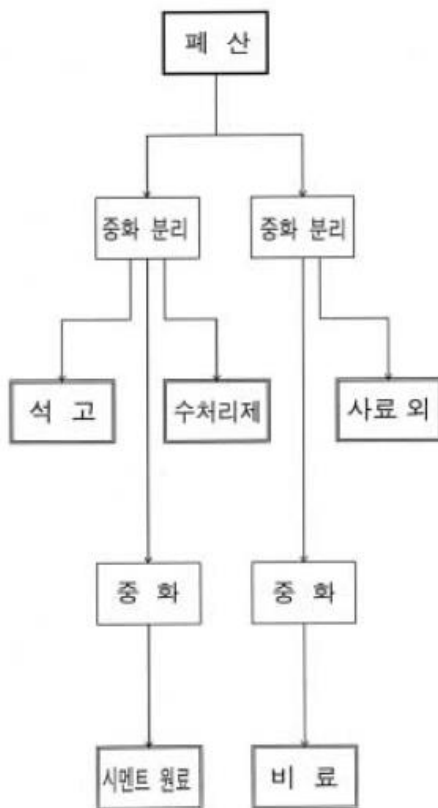 폐 산
중화 분리
중화 분리
석 고
수처리제
사료 외
중 화
중 화
시멘트 원료
비 료